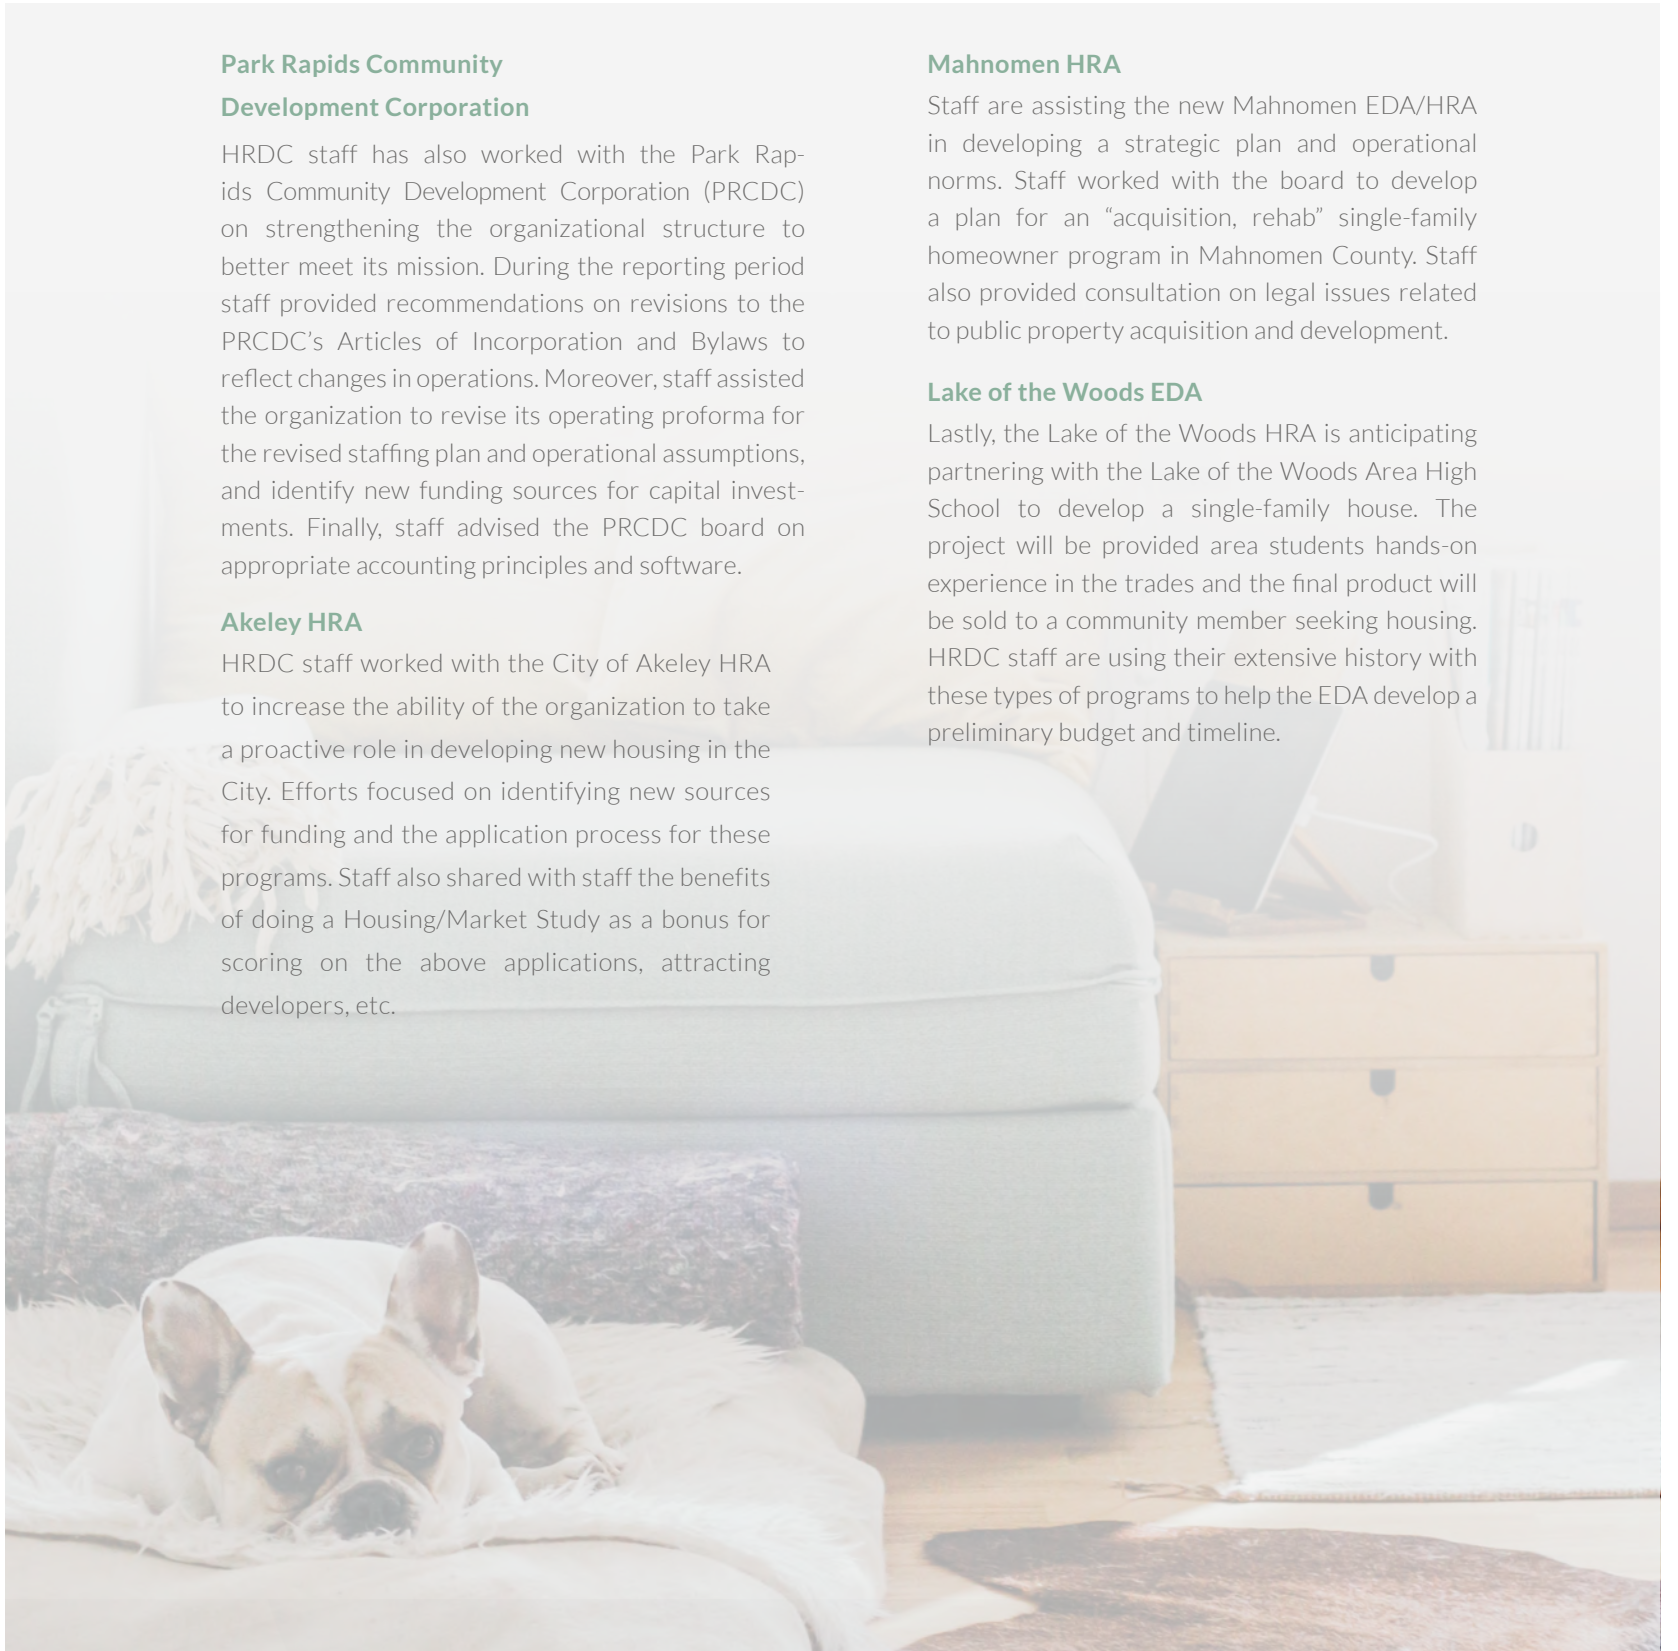 Park Rapids Community
Development Corporation
HRDC staff has also worked with the Park Rap-
ids Community Development Corporation (PRCDC)
on strengthening the organizational structure to
better meet its mission. During the reporting period
staff provided recommendations on revisions to the
PRCDC’s Articles of Incorporation and Bylaws to
reflect changes in operations. Moreover, staff assisted
the organization to revise its operating proforma for
the revised staffing plan and operational assumptions,
and identify new funding sources for capital invest-
ments. Finally, staff advised the PRCDC board on
appropriate accounting principles and software.
Akeley HRA
HRDC staff worked with the City of Akeley HRA
to increase the ability of the organization to take
a proactive role in developing new housing in the
City. Efforts focused on identifying new sources
for funding and the application process for these
programs. Staff also shared with staff the benefits
of doing a Housing/Market Study as a bonus for
scoring on the above applications, attracting
developers, etc.
Mahnomen HRA
Staff are assisting the new Mahnomen EDA/HRA
in developing a strategic plan and operational
norms. Staff worked with the board to develop
a plan for an “acquisition, rehab” single-family
homeowner program in Mahnomen County. Staff
also provided consultation on legal issues related
to public property acquisition and development.
Lake of the Woods EDA
Lastly, the Lake of the Woods HRA is anticipating
partnering with the Lake of the Woods Area High
School to develop a single-family house. The
project will be provided area students hands-on
experience in the trades and the final product will
be sold to a community member seeking housing.
HRDC staff are using their extensive history with
these types of programs to help the EDA develop a
preliminary budget and timeline.